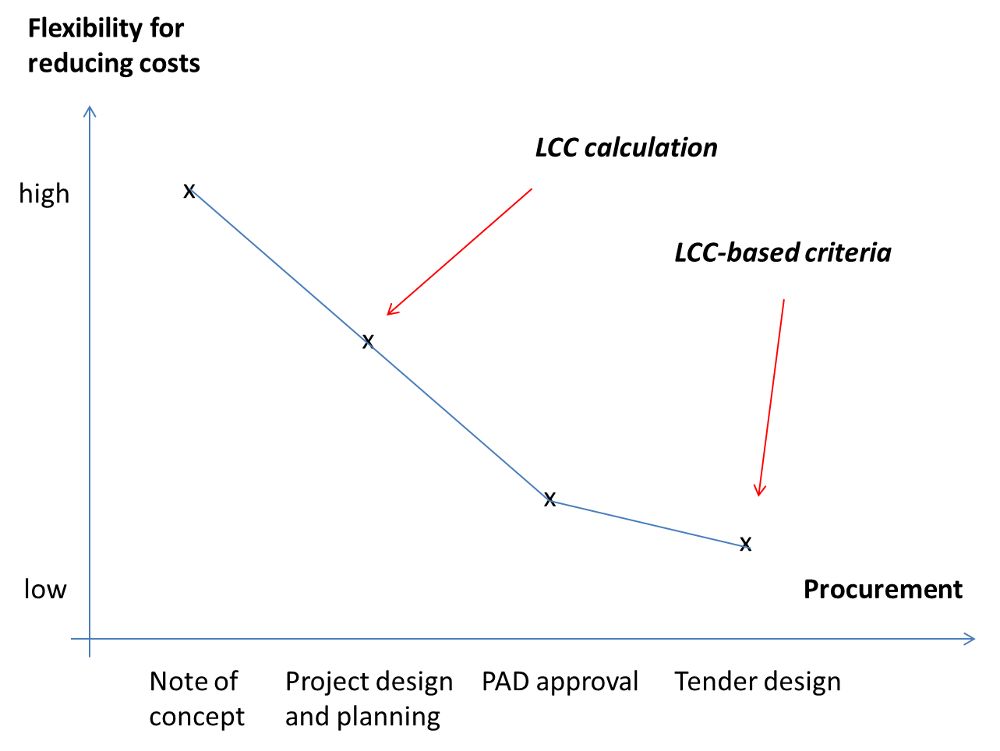 Flexibility for
reducing costs
LCC calculation
high
x
LCC-based criteria
x
x
x
low
Procurement
Note of
concept
Project design
and planning
PAD approval
Tender design